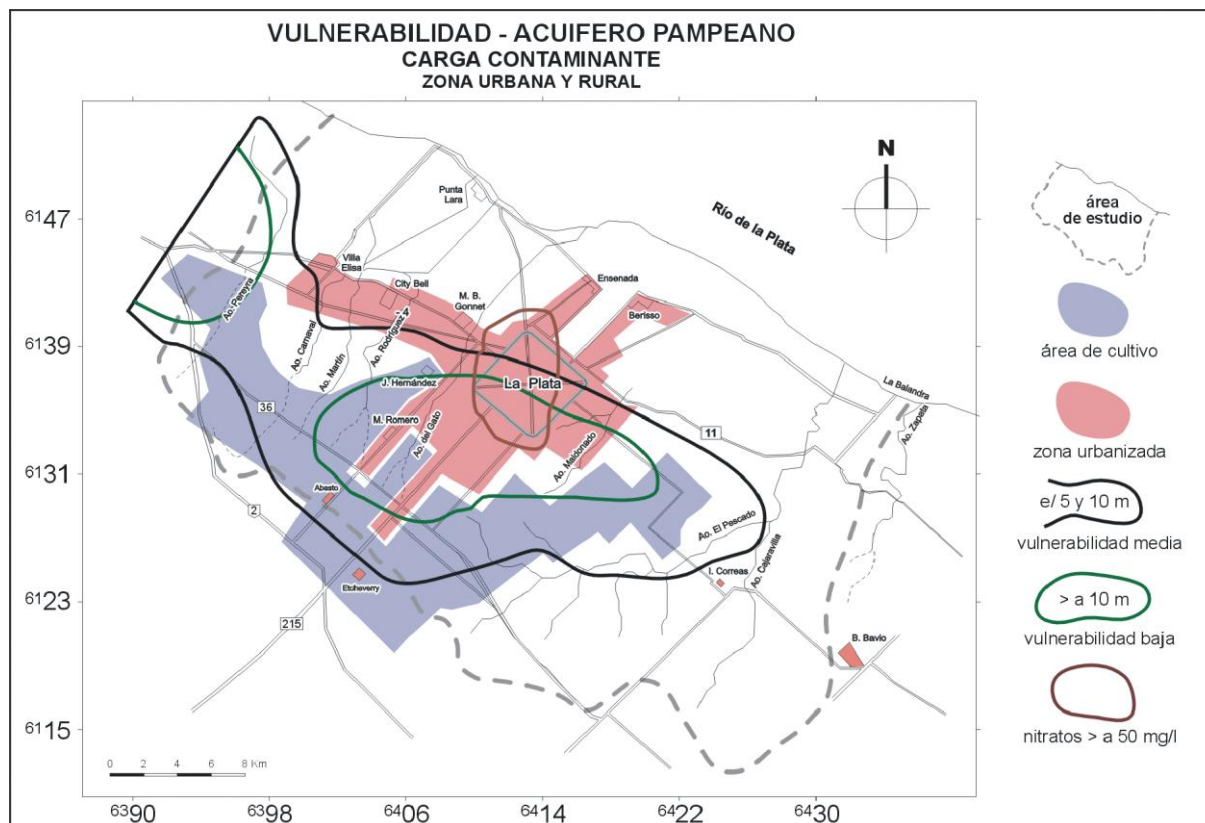 VULNERABILIDAD - ACUIFERO PAMPEANO
CARGA CONTAMINANTE
ZONA URBANA Y RURAL
N
Río de la Plata
Punta
Lara
Villa
Elisa
City Bell
M. B.
Gonnet
Ensenada
Berisso
La Plata
La Balandra
Ao. Zapata
Ao. Pereyra
Ao. Carnaval
Ao. Martín
Ao. Rodríguez
4
J. Hernández
M. Romero
Ao. del Gato
Ao. Maldonado
Abasto
Etcheverry
Ao. El Pescado
Ao. Cajaravilla
I. Correas
B. Bavio
36
2
215
11
6147
6139
6131
6123
6115
6390
6398
6406
6414
6422
6430
0 2 4 6 8 Km
área
de estudio
área de cultivo
zona urbanizada
e/ 5 y 10 m
vulnerabilidad media
> a 10 m
vulnerabilidad baja
nitratos > a 50 mg/l